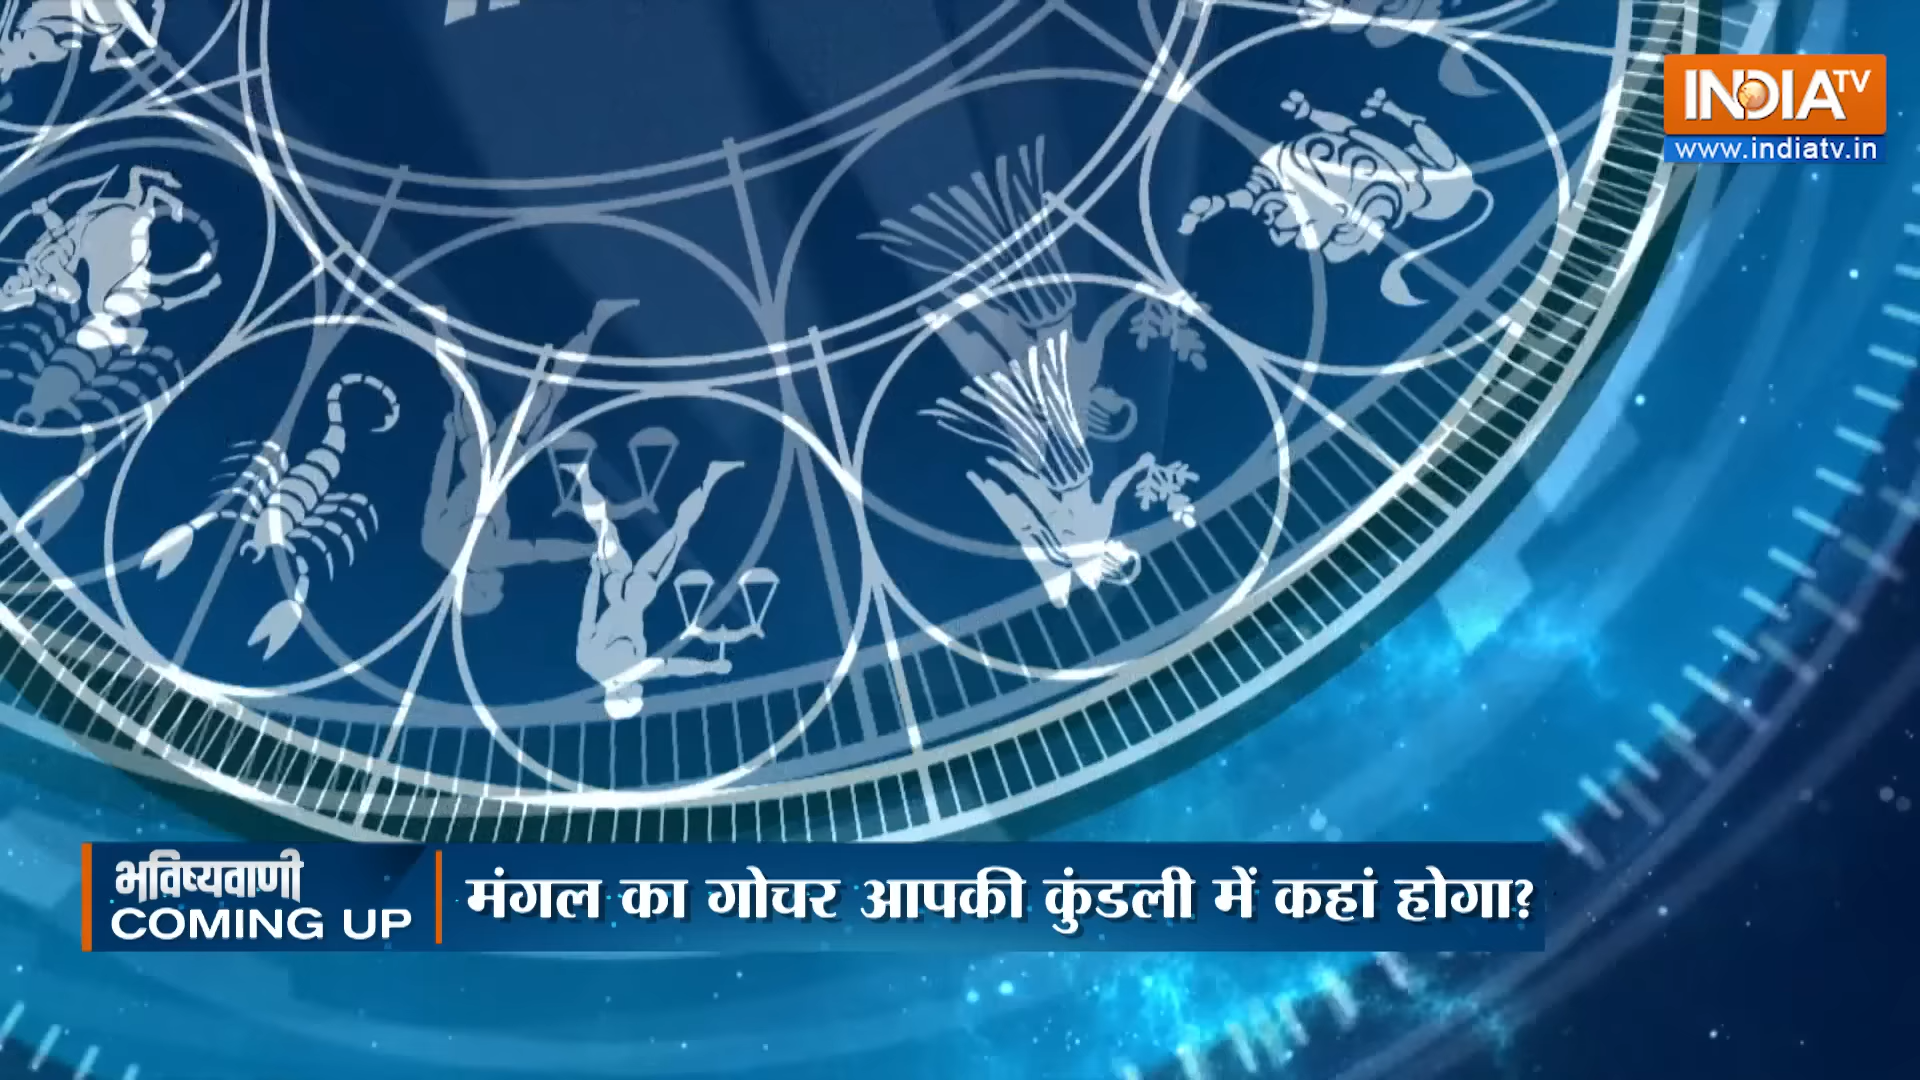 INDIA TV
www.indiatv.in
भविष्यवाणी
COMING UP
मंगल का गोचर आपकी कुंडली में कहां होगा?